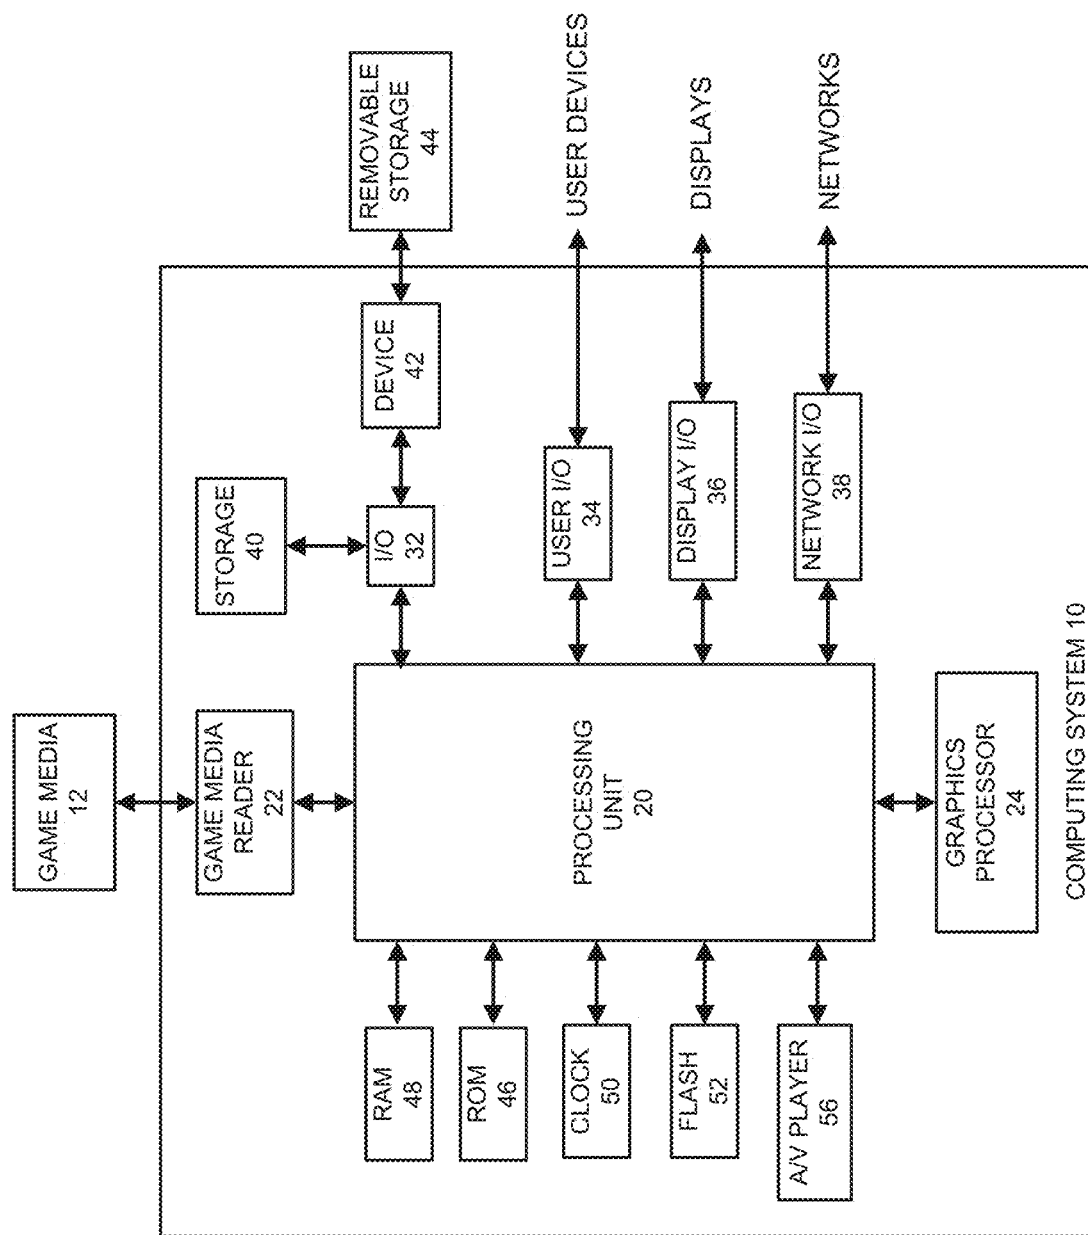 GAME MEDIA
12
GAME MEDIA
READER
22
RAM
48
ROM
46
CLOCK
50
FLASH
52
A/V PLAYER
56
PROCESSING
UNIT
20
GRAPHICS
PROCESSOR
24
STORAGE
40
I/O
32
DEVICE
42
REMOVABLE
STORAGE
44
USER I/O
34
USER DEVICES
DISPLAY I/O
36
DISPLAYS
NETWORK I/O
38
NETWORKS
COMPUTING SYSTEM 10